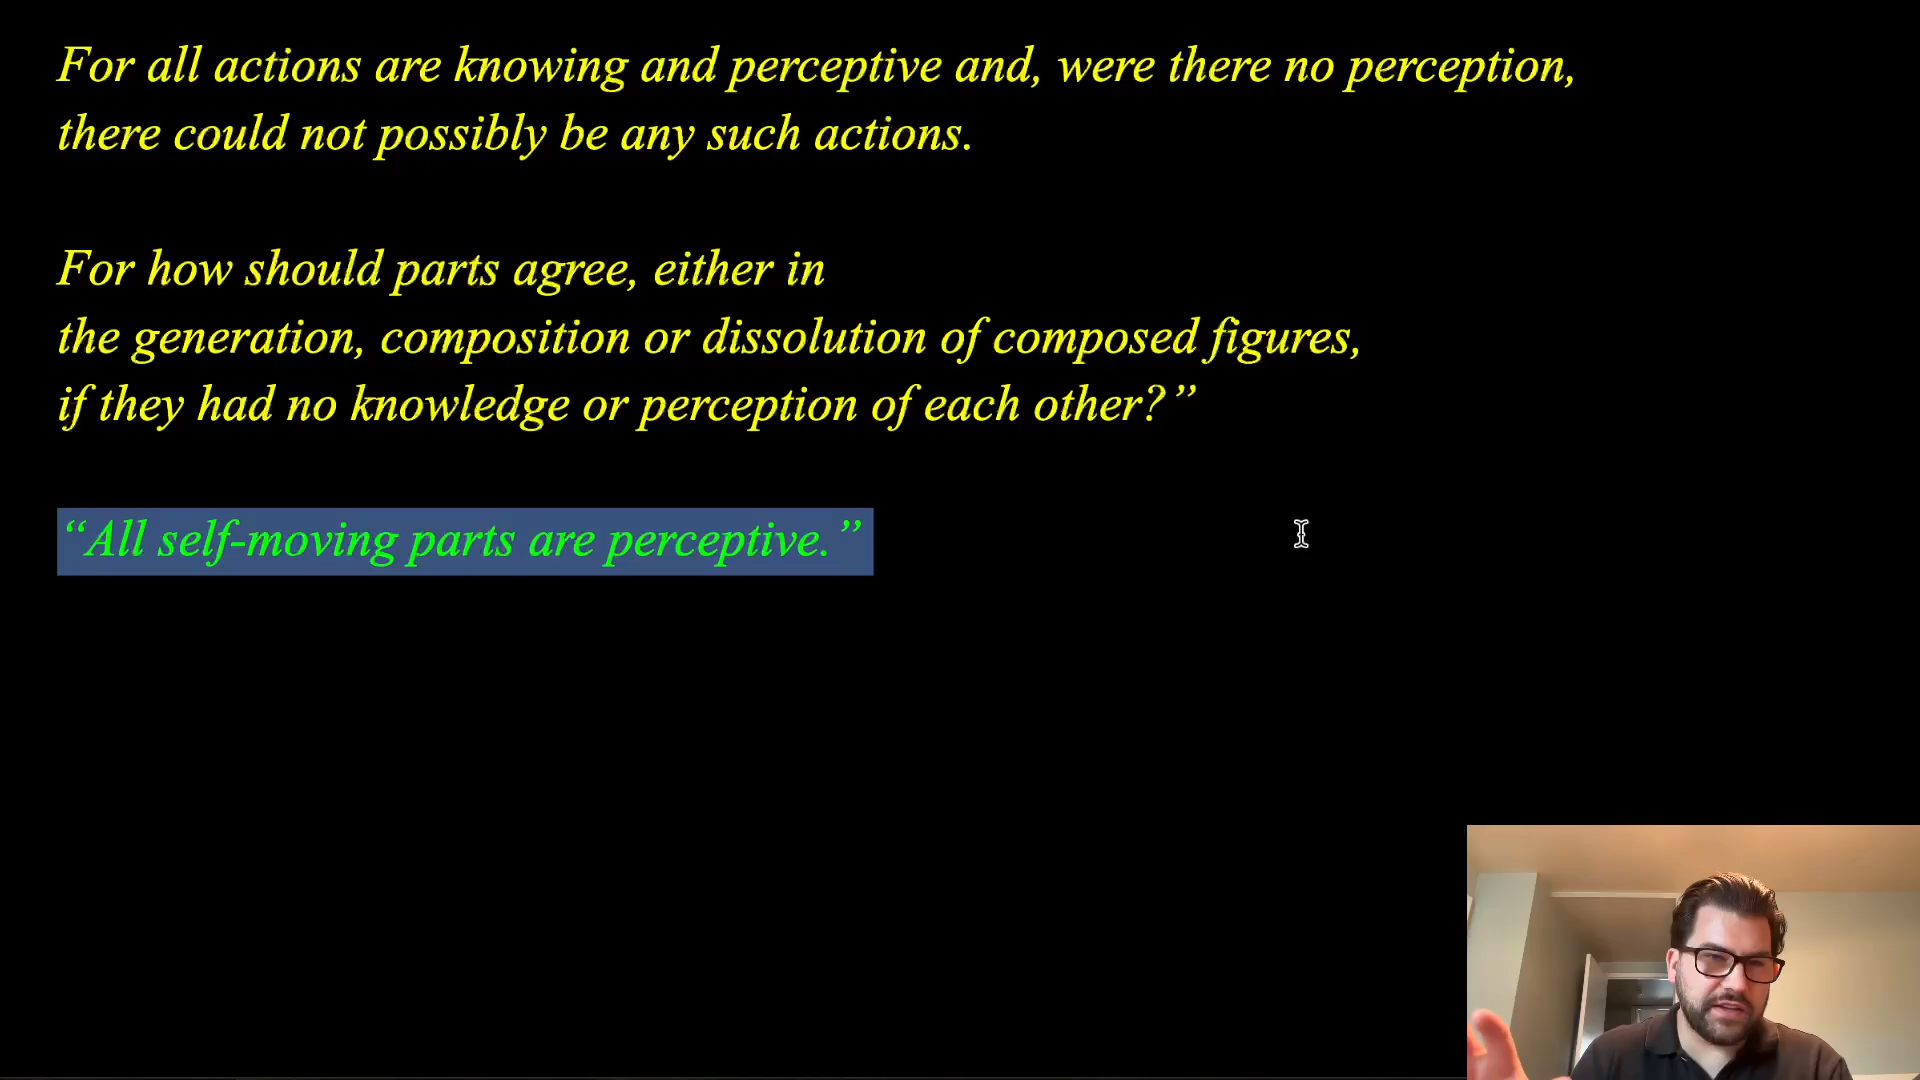 For all actions are knowing and perceptive and, were there no perception,
there could not possibly be any such actions.
For how should parts agree, either in
the generation, composition or dissolution of composed figures,
if they had no knowledge or perception of each other?”
“All self-moving parts are perceptive.”